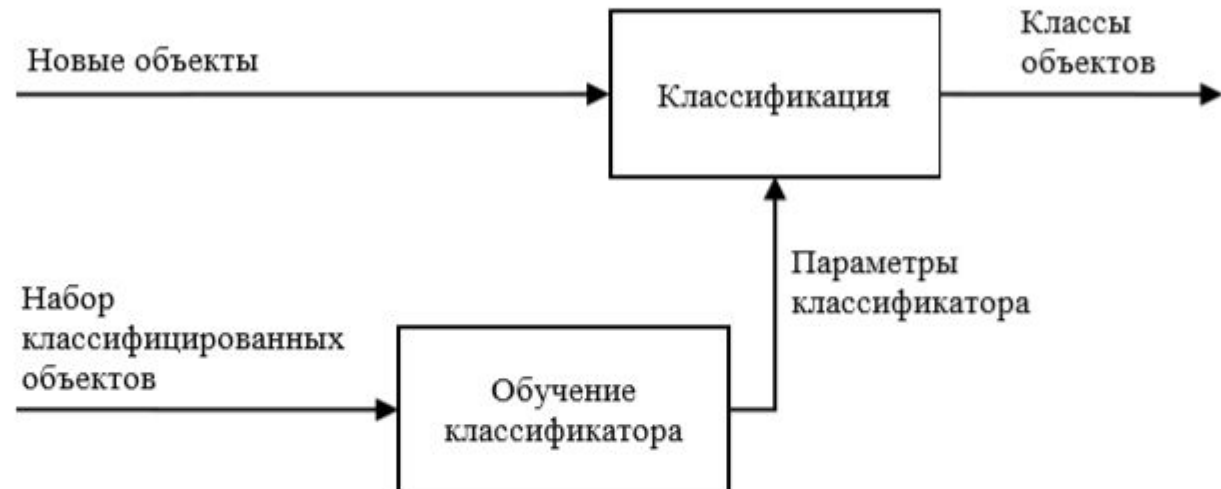 Новые объекты
Классификация
Классы
объектов
Параметры
классификатора
Набор
классифицированных
объектов
Обучение
классификатора